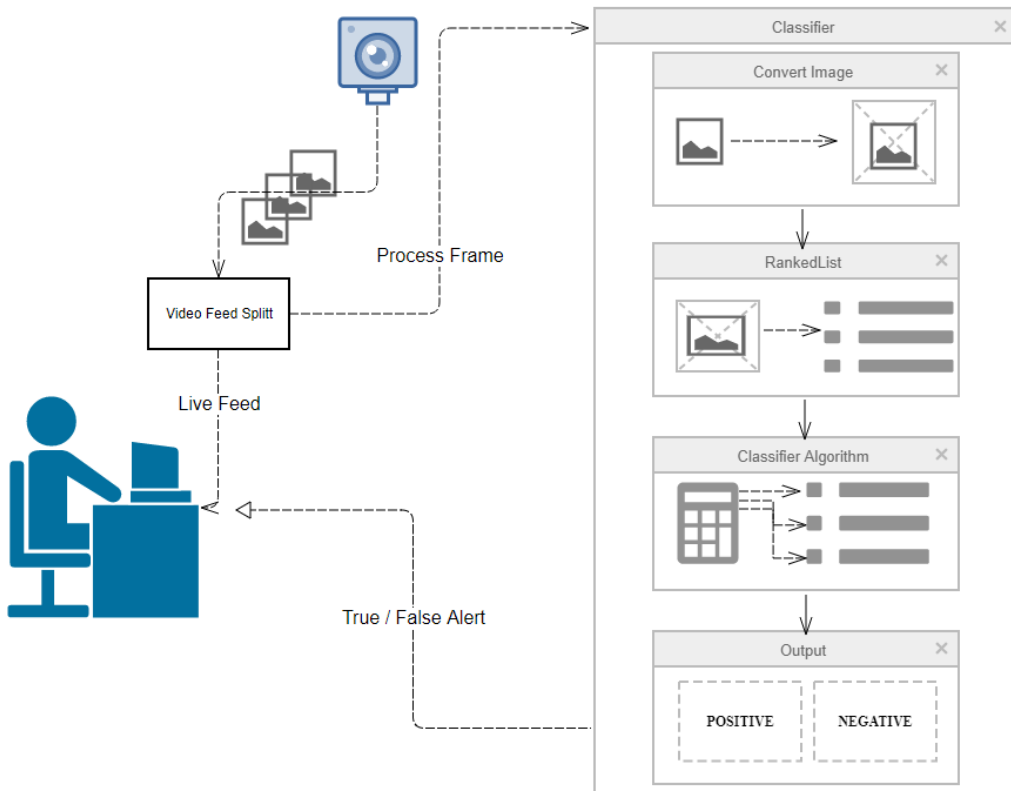 Classifier
Convert Image
Process Frame
RankedList
Video Feed Splitt
Live Feed
Classifier Algorithm
True / False Alert
Output
POSITIVE
NEGATIVE